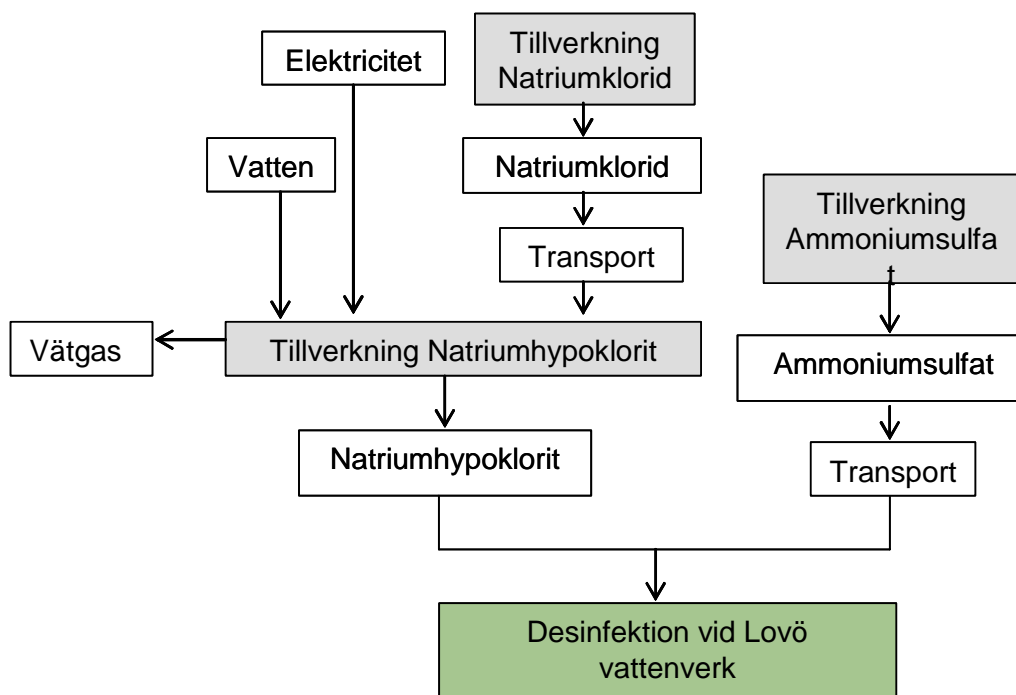 Elektricitet
Tillverkning
Natriumklorid
Vatten
Natriumklorid
Tillverkning
Ammoniumsulfa
t
Transport
Vätgas
Tillverkning Natriumhypoklorit
Ammoniumsulfat
Natriumhypoklorit
Transport
Desinfektion vid Lovö
vattenverk